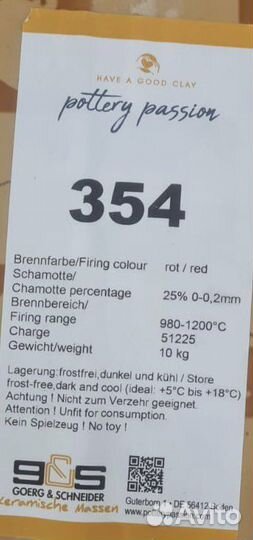 HAVE A GOOD CLAY
pottery passion
354
Brennfarbe/Firing colour rot / red
Schamotte/
Chamotte percentage 25% 0-0,2mm
Brennbereich/
Firing range 980-1200°C
Charge 51225
Gewicht/weight 10 kg
Lagerung:frostfrei,dunkel und kühl / Store
frost-free,dark and cool (ideal: +5°C bis +18°C)
Achtung ! Nicht zum Verzehr geeignet.
Attention ! Unfit for consumption.
Kein Spielzeug ! No toy !
g&s
GOERG & SCHNEIDER
keramische Massen
DE 56412
Avito